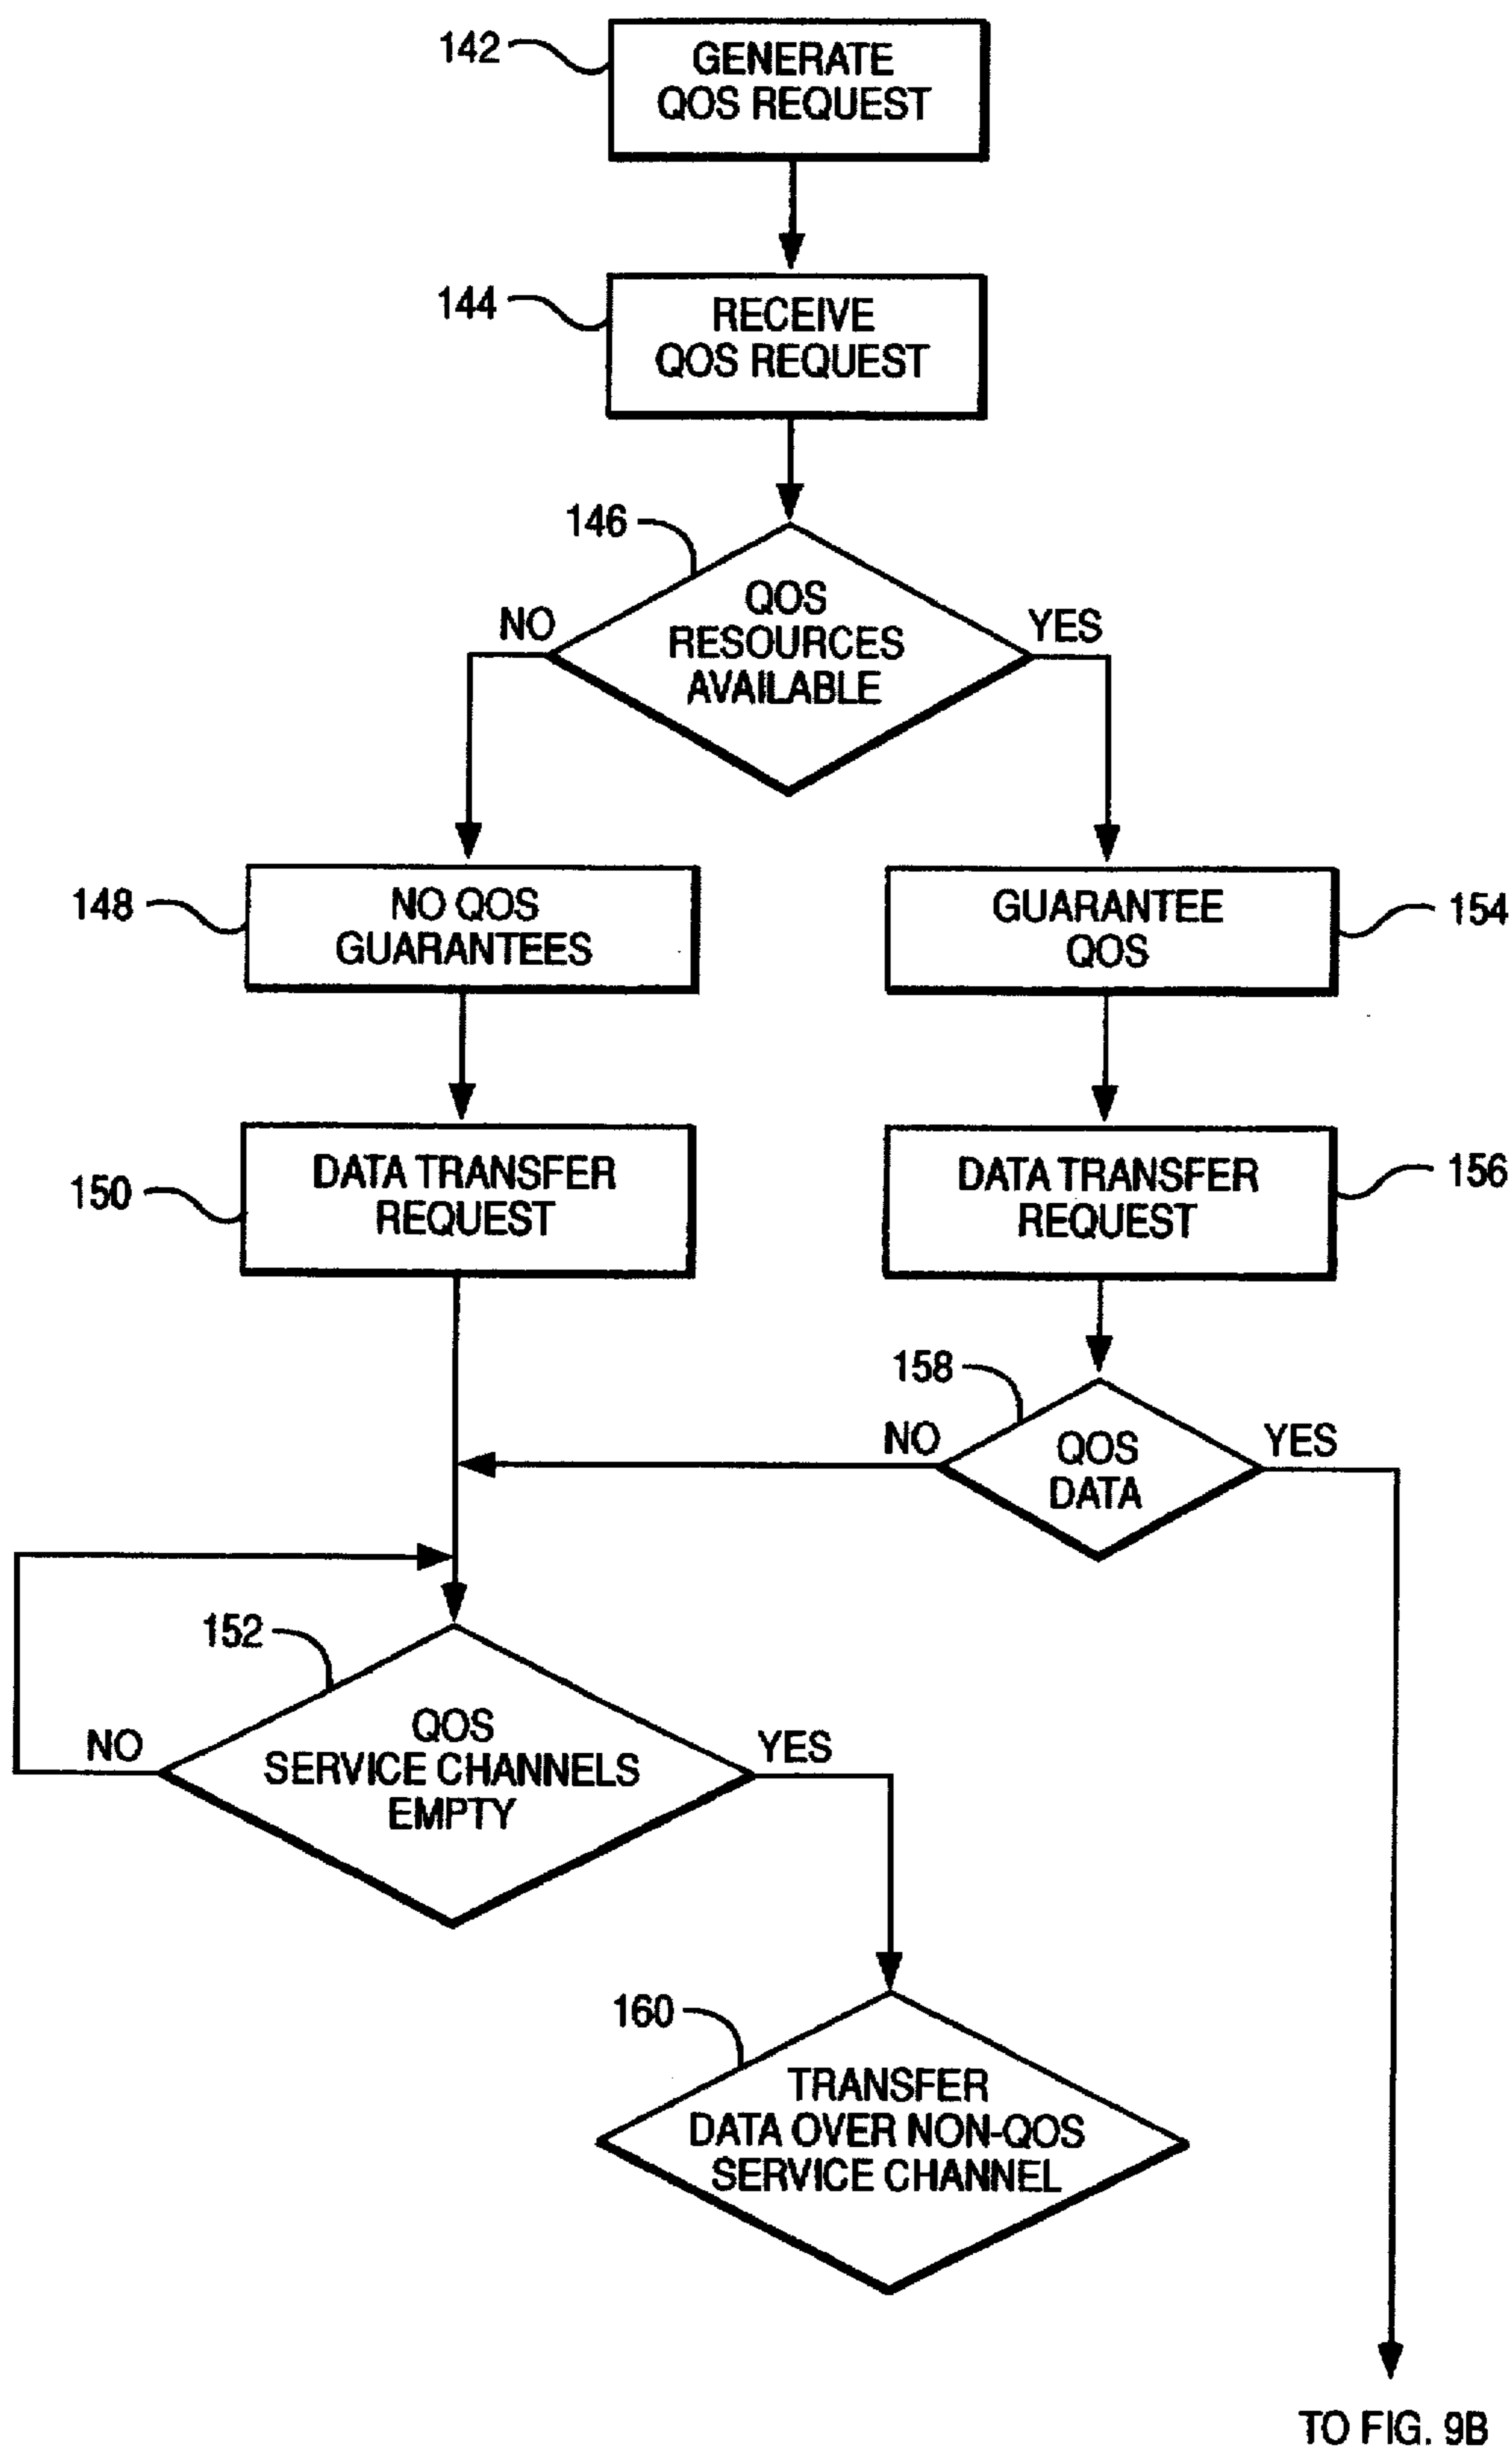 142
GENERATE
QOS REQUEST
144
RECEIVE
QOS REQUEST
146
QOS
RESOURCES
AVAILABLE
NO
YES
148
NO QOS
GUARANTEES
GUARANTEE
QOS
154
150
DATA TRANSFER
REQUEST
DATA TRANSFER
REQUEST
156
158
NO
QOS
DATA
YES
152
NO
QOS
SERVICE CHANNELS
EMPTY
YES
160
TRANSFER
DATA OVER NON-QOS
SERVICE CHANNEL
TO FIG. 9B